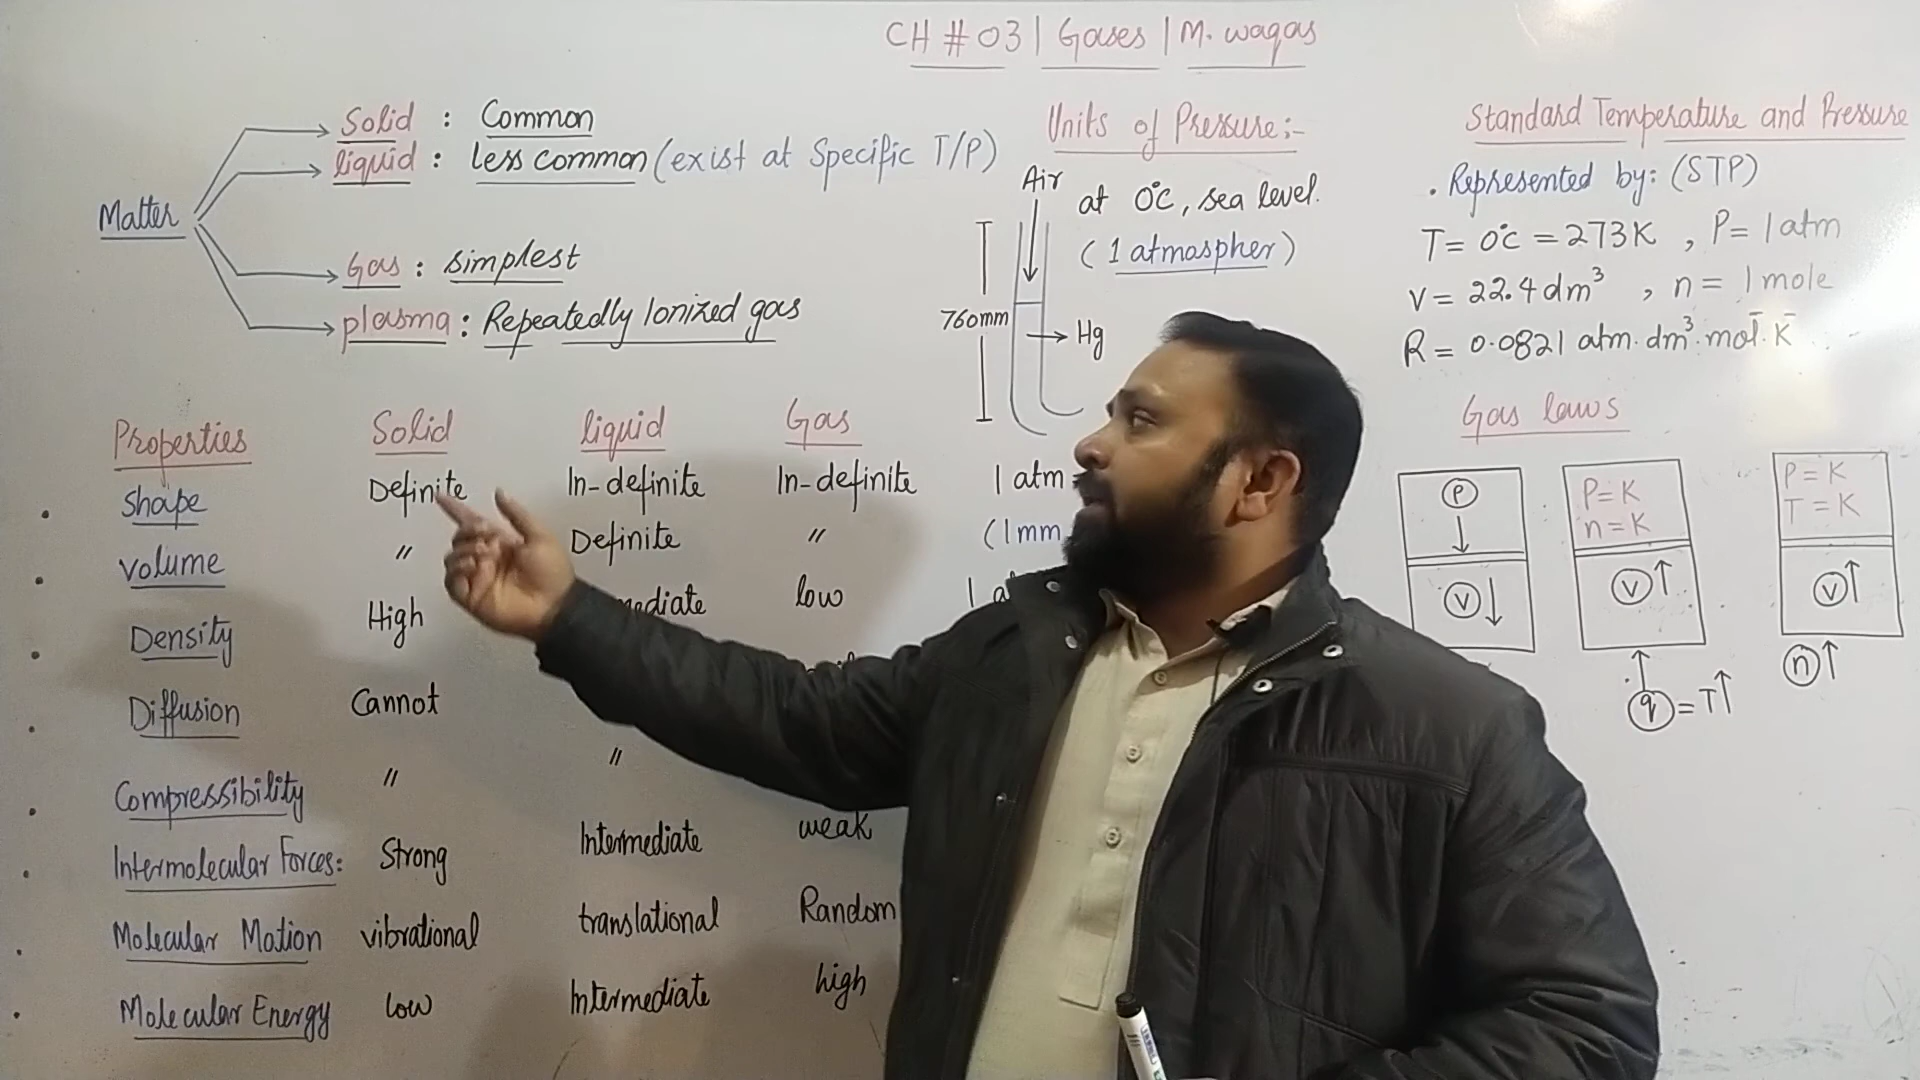 CH # 03 | Gases | M. waqas
Matter
Solid : Common
liquid : less common (exist at Specific T/P)
Gas : simplest
plasma : Repeatedly Ionized gas
Units of Pressure:-
Air
at 0°C, sea level.
( 1 atmospher )
760mm
Hg
1 atm
(1mm
Standard Temperature and Pressure
. Represented by: (STP)
T = 0°C = 273K , P = 1 atm
V = 22.4 dm³ , n = 1 mole
R = 0.0821 atm.dm³.mol⁻.K⁻
Gas laws
P
V
P = K
n = K
V
q = T↑
P = K
T = K
V
n
Properties Solid liquid Gas
Shape Definite In-definite In-definite
volume " Definite "
Density High low
Diffusion Cannot
Compressibility " "
Intermolecular Forces: Strong Intermediate weak
Molecular Motion vibrational translational Random
Molecular Energy low Intermediate high